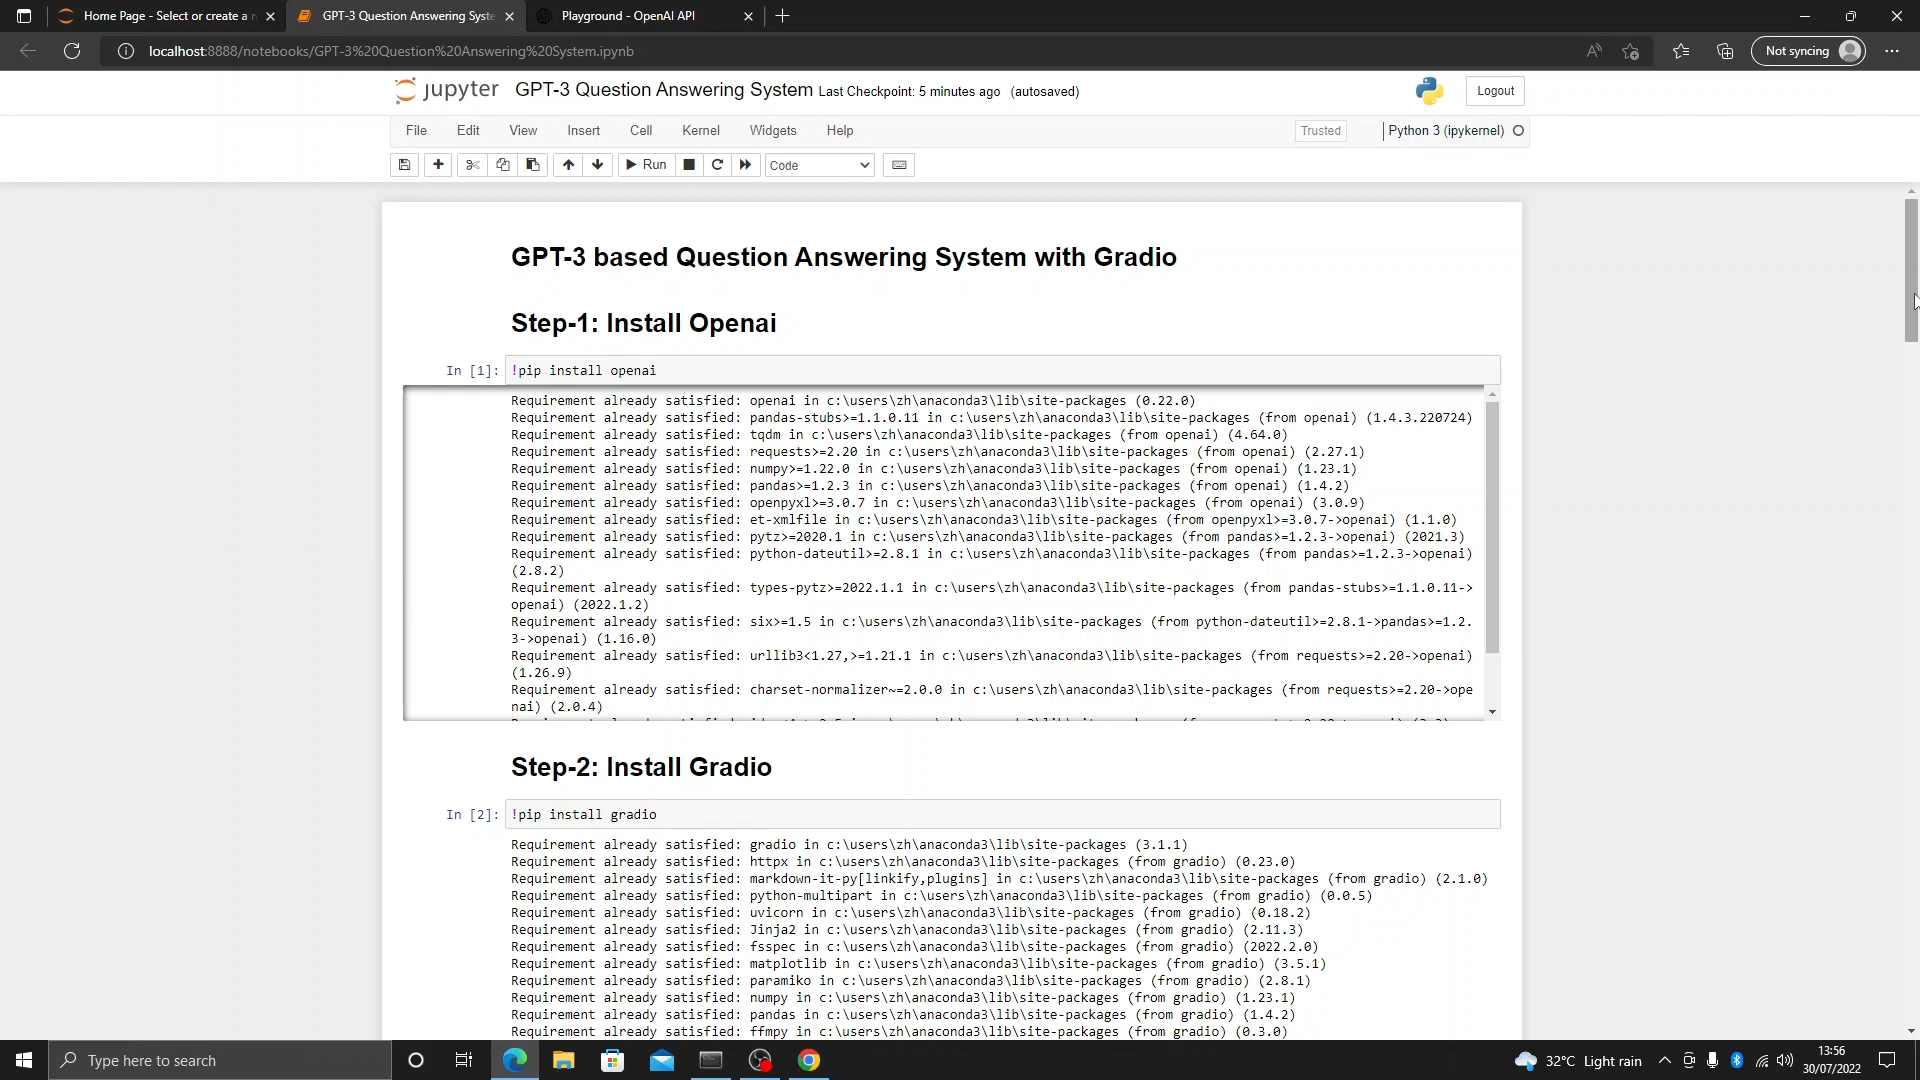 Home Page - Select or create a n
GPT-3 Question Answering Syste
Playground - OpenAI API
localhost:8888/notebooks/GPT-3%20Question%20Answering%20System.ipynb
Not syncing
jupyter GPT-3 Question Answering System Last Checkpoint: 5 minutes ago (autosaved)
Logout
File Edit View Insert Cell Kernel Widgets Help
Trusted
Python 3 (ipykernel)
Run
Code
GPT-3 based Question Answering System with Gradio
Step-1: Install Openai
In [1]: !pip install openai
Requirement already satisfied: openai in c:\users\zh\anaconda3\lib\site-packages (0.22.0)
Requirement already satisfied: pandas-stubs>=1.1.0.11 in c:\users\zh\anaconda3\lib\site-packages (from openai) (1.4.3.220724)
Requirement already satisfied: tqdm in c:\users\zh\anaconda3\lib\site-packages (from openai) (4.64.0)
Requirement already satisfied: requests>=2.20 in c:\users\zh\anaconda3\lib\site-packages (from openai) (2.27.1)
Requirement already satisfied: numpy>=1.22.0 in c:\users\zh\anaconda3\lib\site-packages (from openai) (1.23.1)
Requirement already satisfied: pandas>=1.2.3 in c:\users\zh\anaconda3\lib\site-packages (from openai) (1.4.2)
Requirement already satisfied: openpyxl>=3.0.7 in c:\users\zh\anaconda3\lib\site-packages (from openai) (3.0.9)
Requirement already satisfied: et-xmlfile in c:\users\zh\anaconda3\lib\site-packages (from openpyxl>=3.0.7->openai) (1.1.0)
Requirement already satisfied: pytz>=2020.1 in c:\users\zh\anaconda3\lib\site-packages (from pandas>=1.2.3->openai) (2021.3)
Requirement already satisfied: python-dateutil>=2.8.1 in c:\users\zh\anaconda3\lib\site-packages (from pandas>=1.2.3->openai)
(2.8.2)
Requirement already satisfied: types-pytz>=2022.1.1 in c:\users\zh\anaconda3\lib\site-packages (from pandas-stubs>=1.1.0.11->
openai) (2022.1.2)
Requirement already satisfied: six>=1.5 in c:\users\zh\anaconda3\lib\site-packages (from python-dateutil>=2.8.1->pandas>=1.2.
3->openai) (1.16.0)
Requirement already satisfied: urllib3<1.27,>=1.21.1 in c:\users\zh\anaconda3\lib\site-packages (from requests>=2.20->openai)
(1.26.9)
Requirement already satisfied: charset-normalizer~=2.0.0 in c:\users\zh\anaconda3\lib\site-packages (from requests>=2.20->ope
nai) (2.0.4)
Step-2: Install Gradio
In [2]: !pip install gradio
Requirement already satisfied: gradio in c:\users\zh\anaconda3\lib\site-packages (3.1.1)
Requirement already satisfied: httpx in c:\users\zh\anaconda3\lib\site-packages (from gradio) (0.23.0)
Requirement already satisfied: markdown-it-py[linkify,plugins] in c:\users\zh\anaconda3\lib\site-packages (from gradio) (2.1.0)
Requirement already satisfied: python-multipart in c:\users\zh\anaconda3\lib\site-packages (from gradio) (0.0.5)
Requirement already satisfied: uvicorn in c:\users\zh\anaconda3\lib\site-packages (from gradio) (0.18.2)
Requirement already satisfied: Jinja2 in c:\users\zh\anaconda3\lib\site-packages (from gradio) (2.11.3)
Requirement already satisfied: fsspec in c:\users\zh\anaconda3\lib\site-packages (from gradio) (2022.2.0)
Requirement already satisfied: matplotlib in c:\users\zh\anaconda3\lib\site-packages (from gradio) (3.5.1)
Requirement already satisfied: paramiko in c:\users\zh\anaconda3\lib\site-packages (from gradio) (2.8.1)
Requirement already satisfied: numpy in c:\users\zh\anaconda3\lib\site-packages (from gradio) (1.23.1)
Requirement already satisfied: pandas in c:\users\zh\anaconda3\lib\site-packages (from gradio) (1.4.2)
Requirement already satisfied: ffmpy in c:\users\zh\anaconda3\lib\site-packages (from gradio) (0.3.0)
Type here to search
32°C Light rain
13:56
30/07/2022